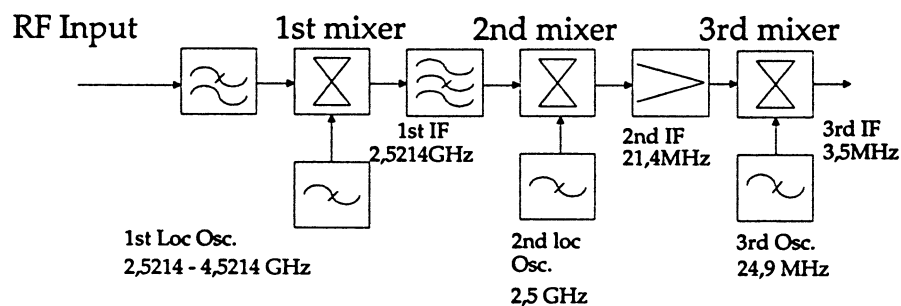 RF Input
1st mixer
2nd mixer
3rd mixer
1st IF
2,5214GHz
2nd IF
21,4MHz
3rd IF
3,5MHz
1st Loc Osc.
2,5214 - 4,5214 GHz
2nd loc
Osc.
2,5 GHz
3rd Osc.
24,9 MHz